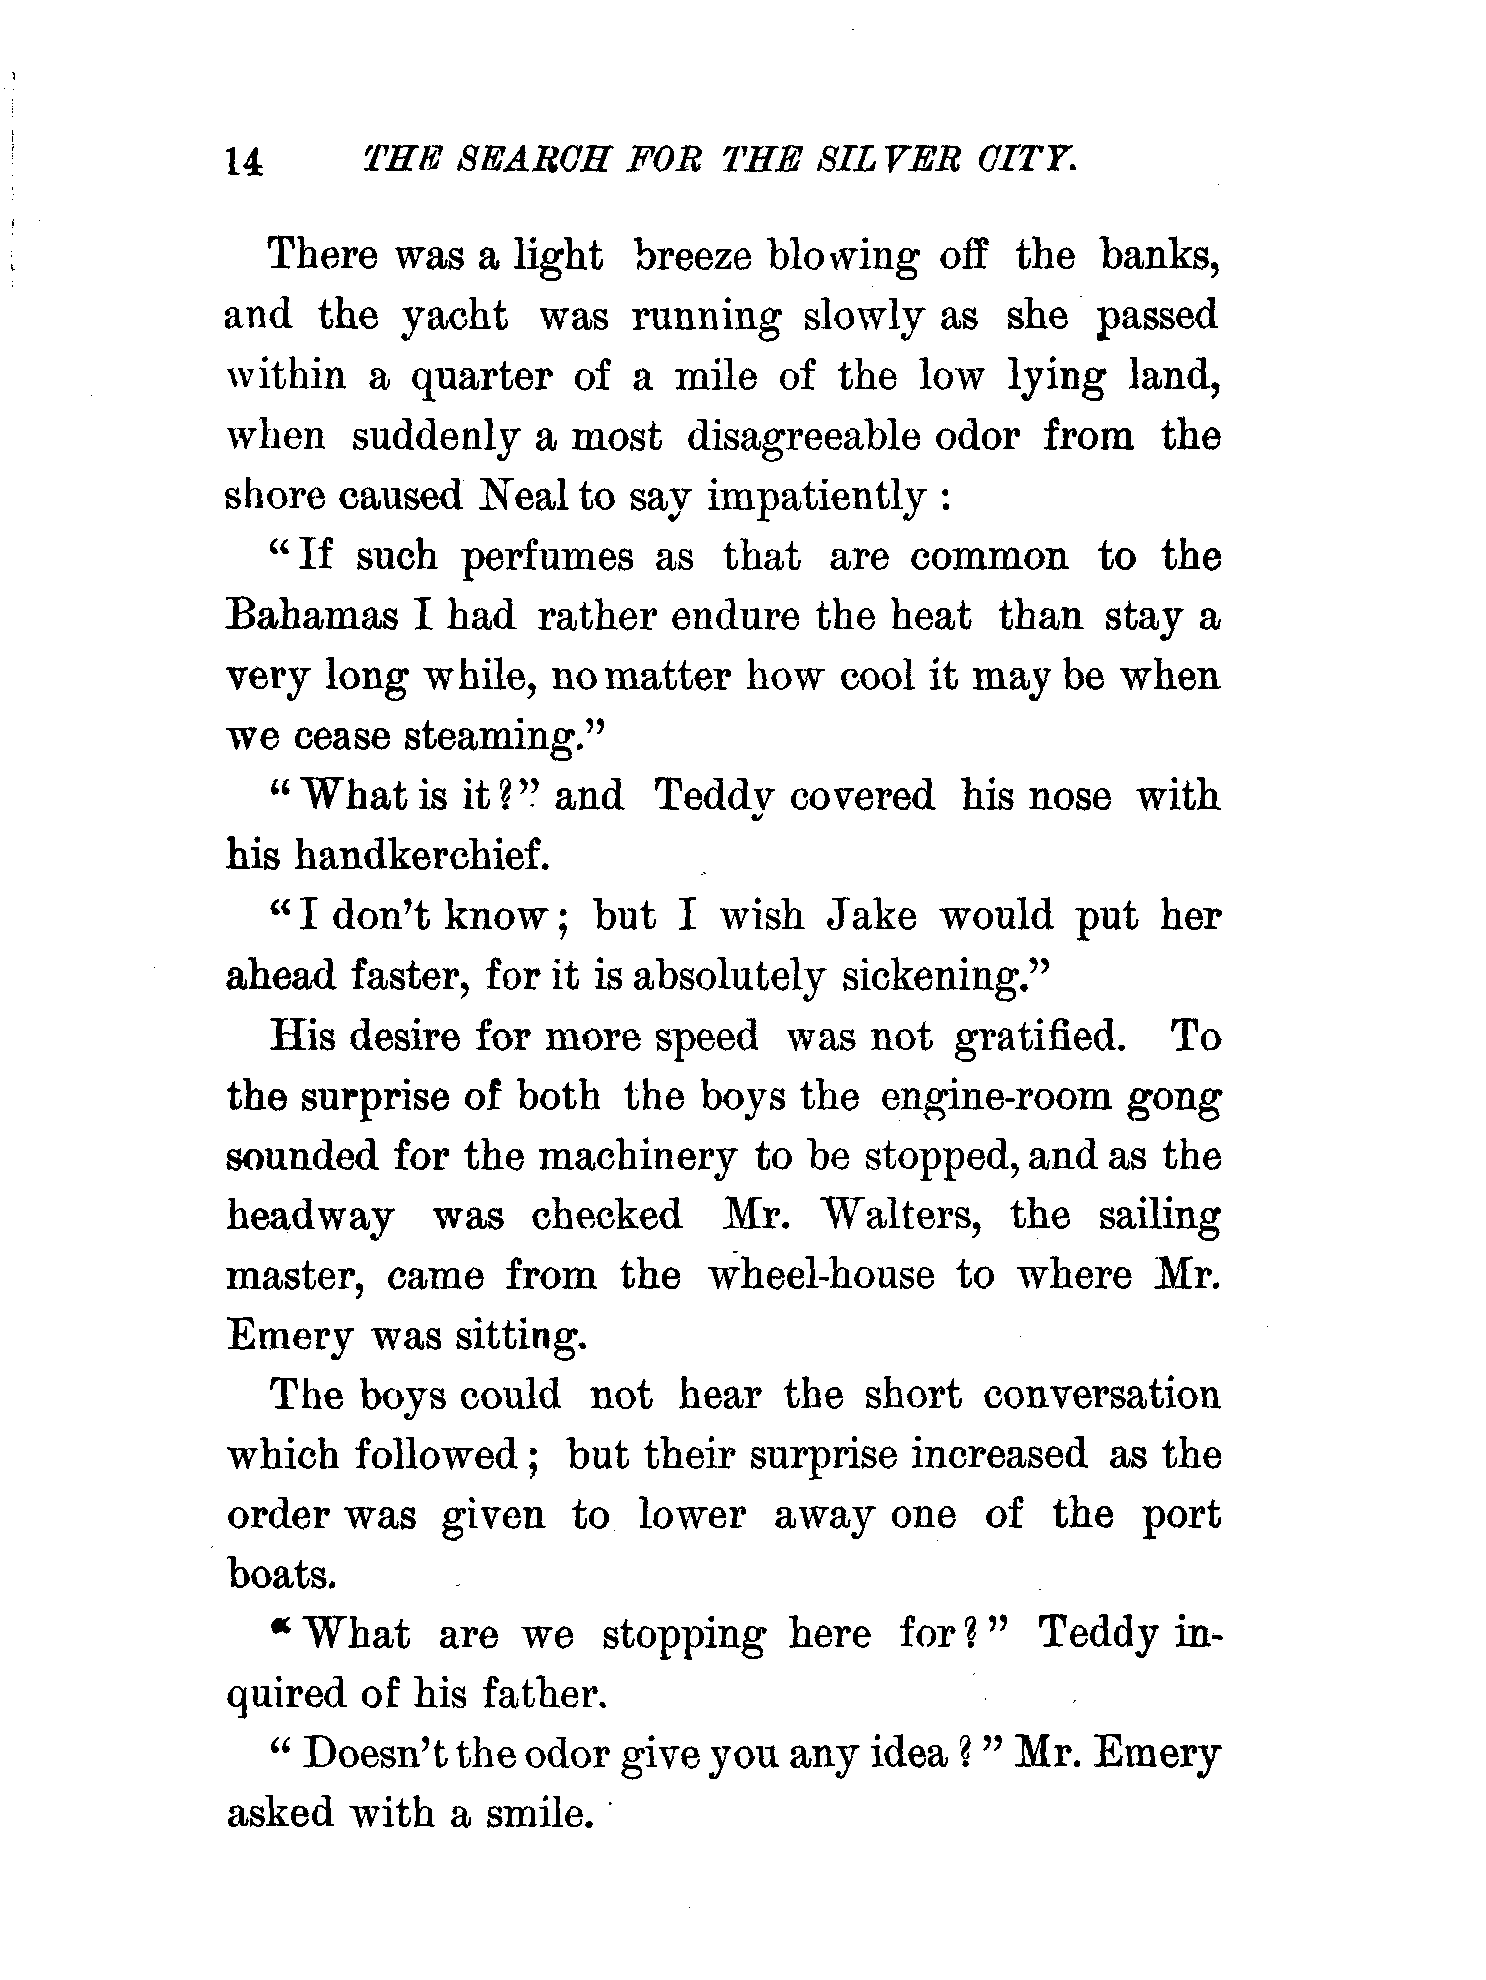 14 THE SEARCH FOR THE SILVER CITY.
There was a light breeze blowing off the banks,
and the yacht was running slowly as she passed
within a quarter of a mile of the low lying land,
when suddenly a most disagreeable odor from the
shore caused Neal to say impatiently :
“ If such perfumes as that are common to the
Bahamas I had rather endure the heat than stay a
very long while, no matter how cool it may be when
we cease steaming.”
“ What is it?” and Teddy covered his nose with
his handkerchief.
“ I don’t know ; but I wish Jake would put her
ahead faster, for it is absolutely sickening.”
His desire for more speed was not gratified. To
the surprise of both the boys the engine-room gong
sounded for the machinery to be stopped, and as the
headway was checked Mr. Walters, the sailing
master, came from the wheel-house to where Mr.
Emery was sitting.
The boys could not hear the short conversation
which followed ; but their surprise increased as the
order was given to lower away one of the port
boats.
“ What are we stopping here for? ” Teddy in-
quired of his father.
“ Doesn’t the odor give you any idea ? ” Mr. Emery
asked with a smile.